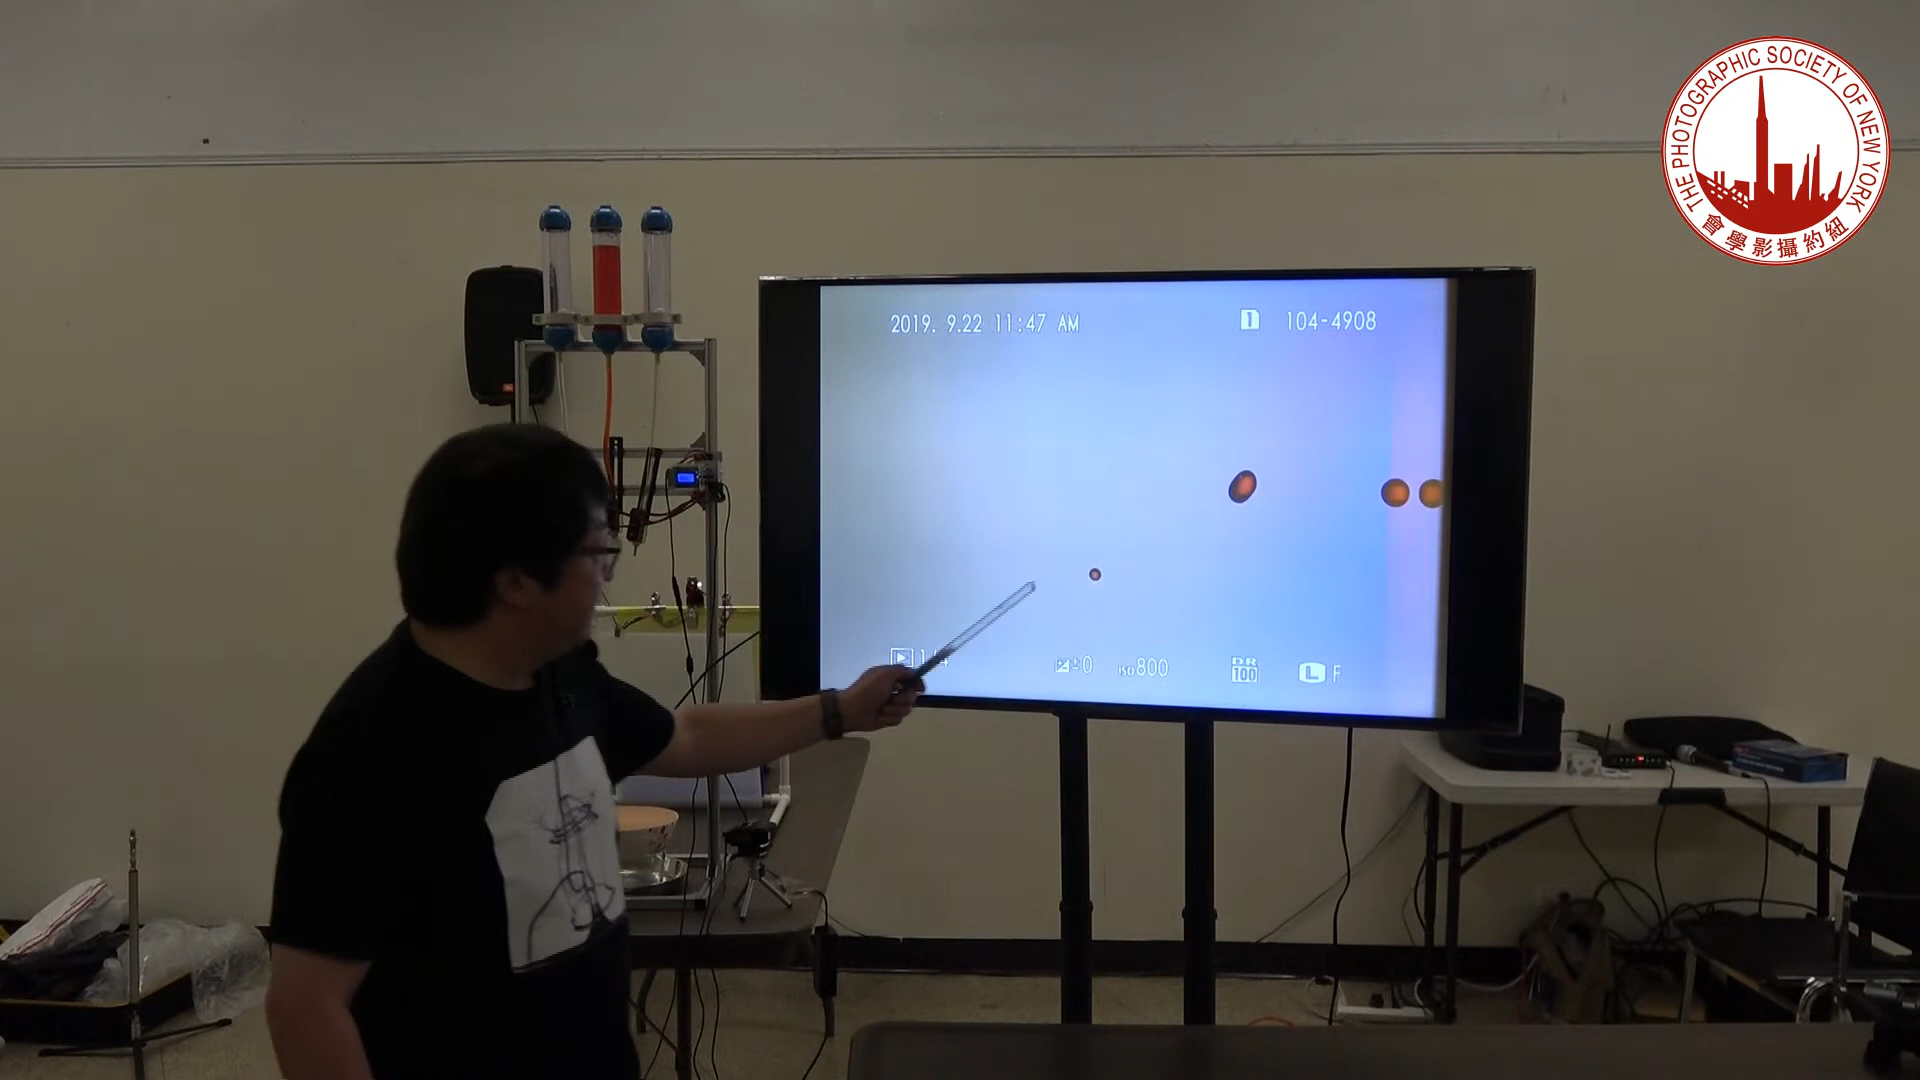 THE PHOTOGRAPHIC SOCIETY OF NEW YORK
會學影攝約紐
2019. 9.22 11:47 AM
1 104-4908
±0 ISO800 DR 100 L F